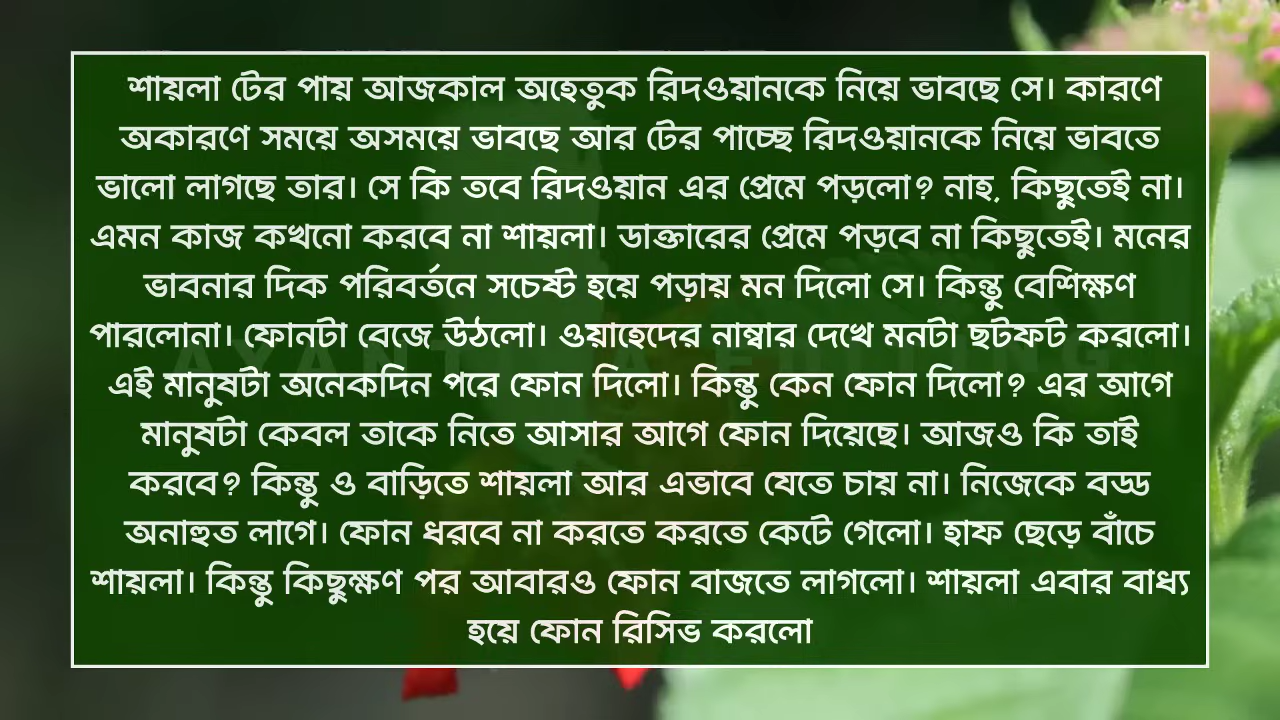 শায়লা টের পায় আজকাল অহেতুক রিদওয়ানকে নিয়ে ভাবছে সে। কারণে
অকারণে সময়ে অসময়ে ভাবছে আর টের পাচ্ছে রিদওয়ানকে নিয়ে ভাবতে
ভালো লাগছে তার। সে কি তবে রিদওয়ান এর প্রেমে পড়লো? নাহ, কিছুতেই না।
এমন কাজ কখনো করবে না শায়লা। ডাক্তারের প্রেমে পড়বে না কিছুতেই। মনের
ভাবনার দিক পরিবর্তনে সচেষ্ট হয়ে পড়ায় মন দিলো সে। কিন্তু বেশিক্ষণ
পারলোনা। ফোনটা বেজে উঠলো। ওয়াহেদের নাম্বার দেখে মনটা ছটফট করলো।
এই মানুষটা অনেকদিন পরে ফোন দিলো। কিন্তু কেন ফোন দিলো? এর আগে
মানুষটা কেবল তাকে নিতে আসার আগে ফোন দিয়েছে। আজও কি তাই
করবে? কিন্তু ও বাড়িতে শায়লা আর এভাবে যেতে চায় না। নিজেকে বড্ড
অনাহুত লাগে। ফোন ধরবে না করতে করতে কেটে গেলো। হাফ ছেড়ে বাঁচে
শায়লা। কিন্তু কিছুক্ষণ পর আবারও ফোন বাজতে লাগলো। শায়লা এবার বাধ্য
হয়ে ফোন রিসিভ করলো